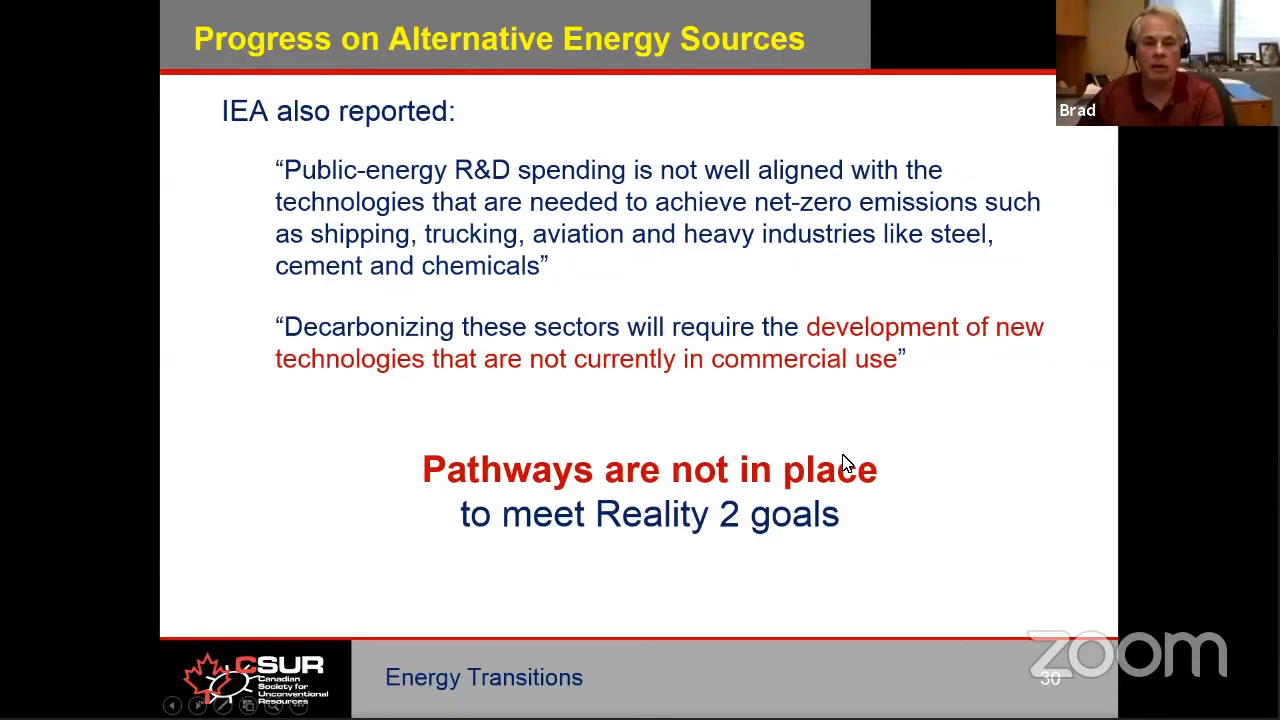 Progress on Alternative Energy Sources
Brad
IEA also reported:
“Public-energy R&D spending is not well aligned with the
technologies that are needed to achieve net-zero emissions such
as shipping, trucking, aviation and heavy industries like steel,
cement and chemicals”
“Decarbonizing these sectors will require the development of new
technologies that are not currently in commercial use”
Pathways are not in place
to meet Reality 2 goals
CSUR
Canadian
Society for
Unconventional
Resources
Energy Transitions
30
zoom